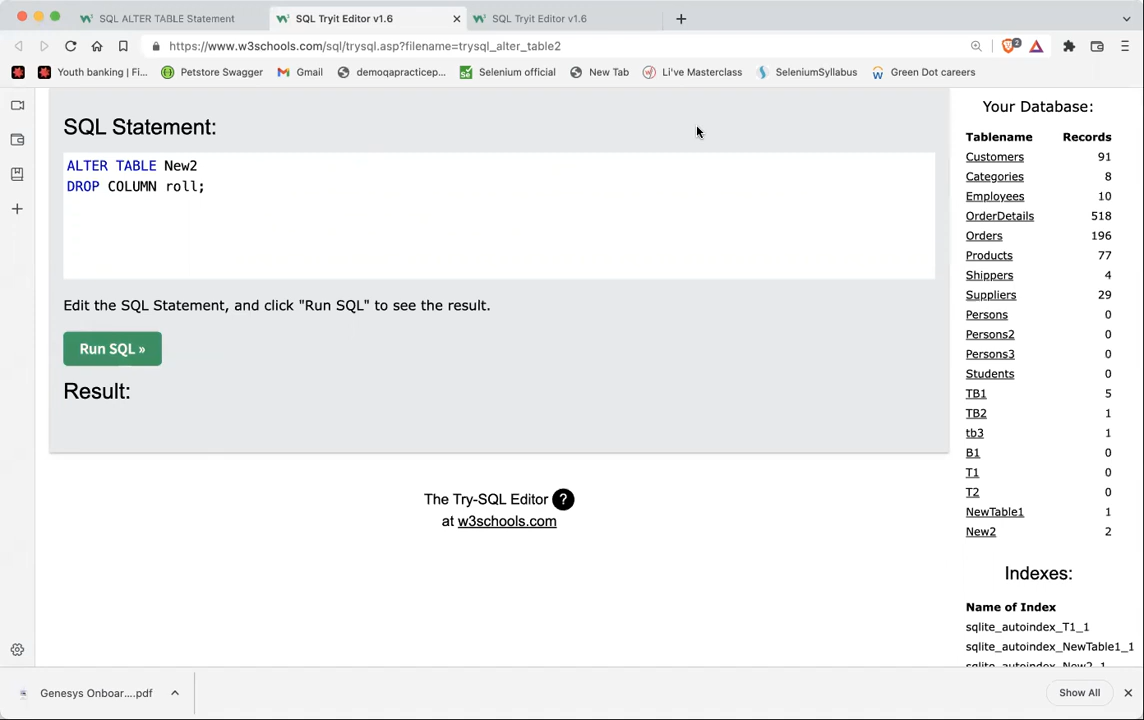 SQL ALTER TABLE Statement
SQL Tryit Editor v1.6
SQL Tryit Editor v1.6
https://www.w3schools.com/sql/trysql.asp?filename=trysql_alter_table2
2
Youth banking | Fi...
Petstore Swagger
Gmail
demoqapracticep...
Selenium official
New Tab
Li've Masterclass
SeleniumSyllabus
Green Dot careers
SQL Statement:
ALTER TABLE New2
DROP COLUMN roll;
Edit the SQL Statement, and click "Run SQL" to see the result.
Run SQL »
Result:
The Try-SQL Editor ?
at w3schools.com
Your Database:
Tablename Records
Customers 91
Categories 8
Employees 10
OrderDetails 518
Orders 196
Products 77
Shippers 4
Suppliers 29
Persons 0
Persons2 0
Persons3 0
Students 0
TB1 5
TB2 1
tb3 1
B1 0
T1 0
T2 0
NewTable1 1
New2 2
Indexes:
Name of Index
sqlite_autoindex_T1_1
sqlite_autoindex_NewTable1_1
sqlite_autoindex_New2_1
Genesys Onboar....pdf
Show All